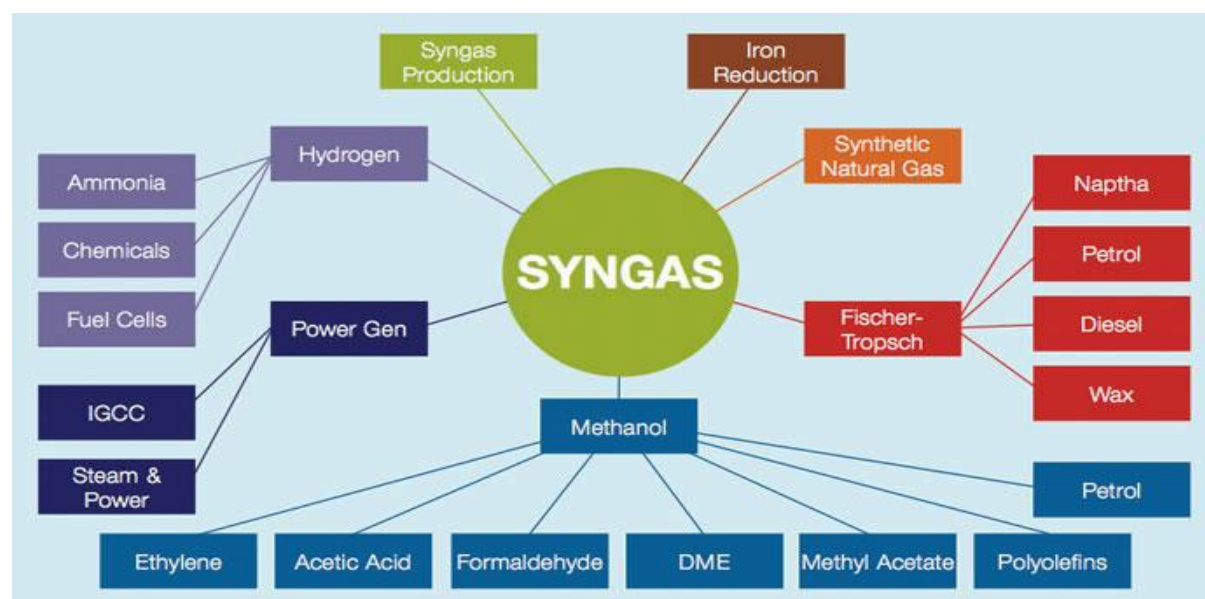 Syngas
Production
Iron
Reduction
Hydrogen
Synthetic
Natural Gas
Ammonia
Naptha
Chemicals
Petrol
SYNGAS
Fuel Cells
Power Gen
Fischer-
Tropsch
Diesel
IGCC
Wax
Methanol
Steam &
Power
Petrol
Ethylene
Acetic Acid
Formaldehyde
DME
Methyl Acetate
Polyolefins